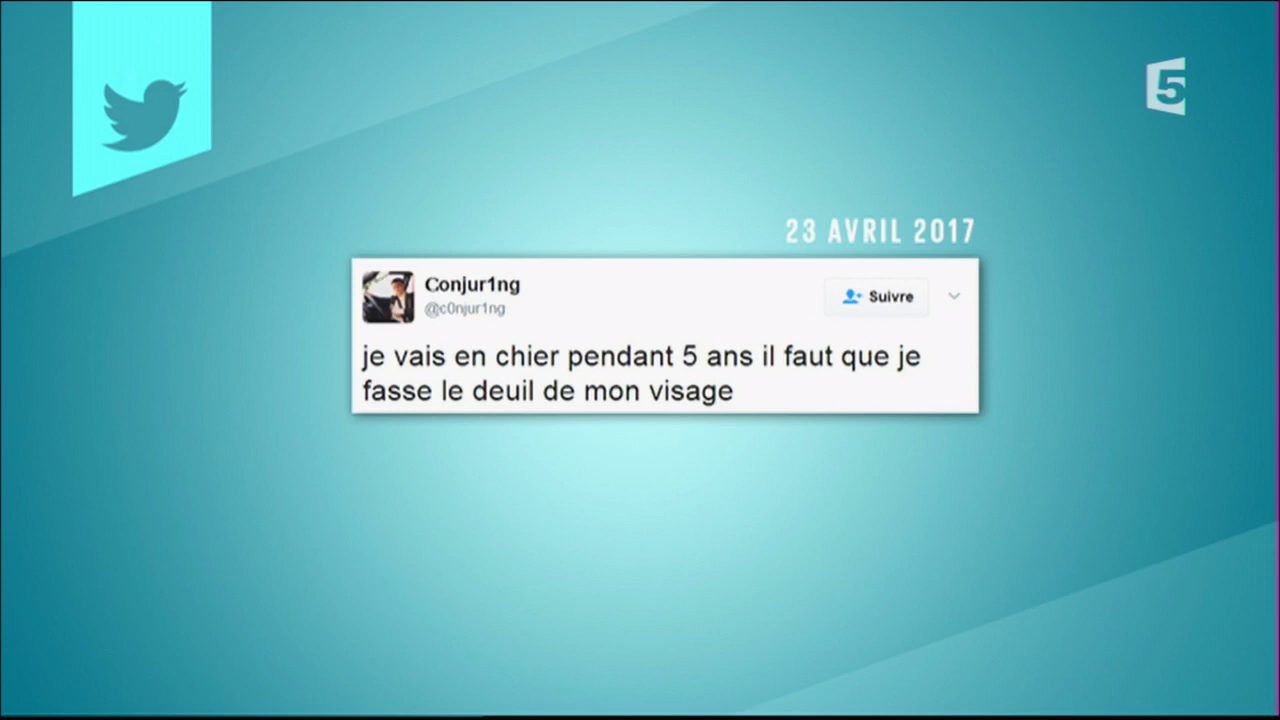 5
23 AVRIL 2017
Conjur1ng
@c0njur1ng
Suivre
je vais en chier pendant 5 ans il faut que je
fasse le deuil de mon visage